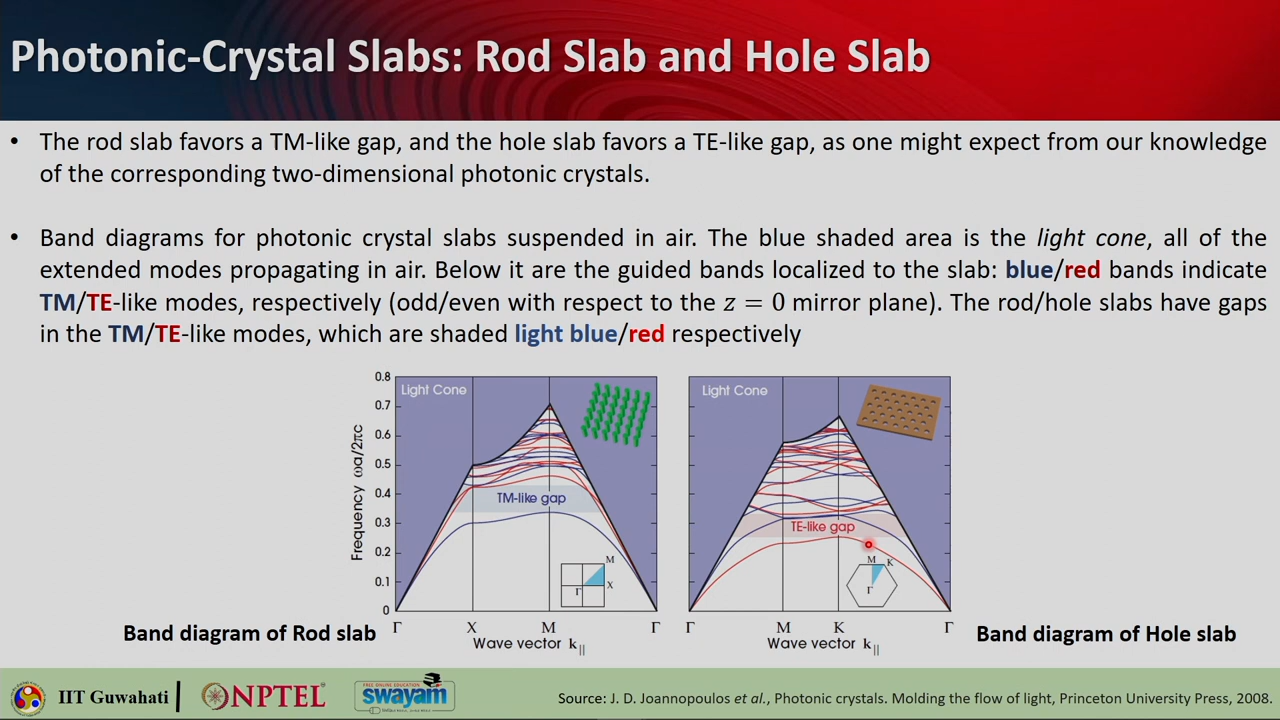 Photonic-Crystal Slabs: Rod Slab and Hole Slab
• The rod slab favors a TM-like gap, and the hole slab favors a TE-like gap, as one might expect from our knowledge
of the corresponding two-dimensional photonic crystals.
• Band diagrams for photonic crystal slabs suspended in air. The blue shaded area is the light cone, all of the
extended modes propagating in air. Below it are the guided bands localized to the slab: blue/red bands indicate
TM/TE-like modes, respectively (odd/even with respect to the z = 0 mirror plane). The rod/hole slabs have gaps
in the TM/TE-like modes, which are shaded light blue/red respectively
Frequency ωa/2πc
0.8
0.7
0.6
0.5
0.4
0.3
0.2
0.1
0
Light Cone
TM-like gap
M
X
Γ
Γ X M Γ
Wave vector k||
Band diagram of Rod slab
Light Cone
TE-like gap
M K
Γ
Γ M K Γ
Wave vector k||
Band diagram of Hole slab
IIT Guwahati
NPTEL
FREE ONLINE EDUCATION
swayam
Source: J. D. Joannopoulos et al., Photonic Crystals. Molding the flow of light, Princeton University Press, 2008.